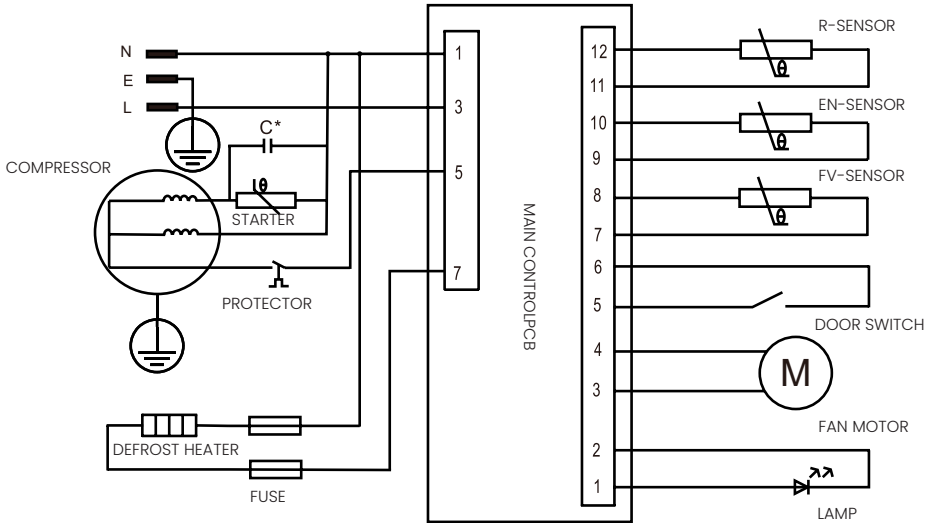 N
E
L
COMPRESSOR
C*
θ
STARTER
PROTECTOR
DEFROST HEATER
FUSE
1
3
5
7
MAIN CONTROLPCB
12
11
10
9
8
7
6
5
4
3
2
1
R-SENSOR
θ
EN-SENSOR
θ
FV-SENSOR
θ
DOOR SWITCH
M
FAN MOTOR
LAMP